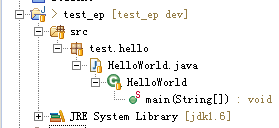 > test_ep [test_ep dev]
src
test.hello
HelloWorld.java
HelloWorld
main(String[]) : void
JRE System Library [jdk1.6]